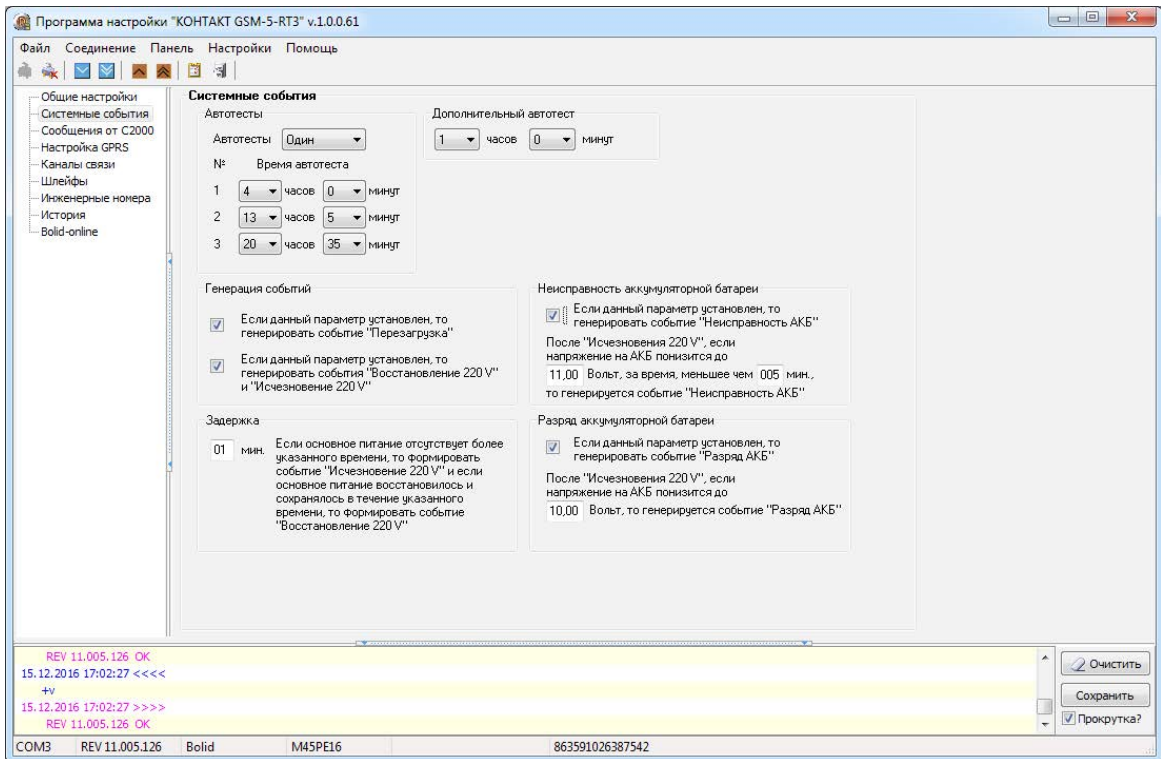 Программа настройки "КОНТАКТ GSM-5-RT3" v.1.0.0.61
Файл Соединение Панель Настройки Помощь
Общие настройки
Системные события
Сообщения от С2000
Настройка GPRS
Каналы связи
Шлейфы
Инженерные номера
История
Bolid-online
Системные события
Автотесты
Автотесты Один
№ Время автотеста
1 4 часов 0 минут
2 13 часов 5 минут
3 20 часов 35 минут
Дополнительный автотест
1 часов 0 минут
Генерация событий
Если данный параметр установлен, то
генерировать событие "Перезагрузка"
Если данный параметр установлен, то
генерировать события "Восстановление 220 V"
и "Исчезновение 220 V"
Неисправность аккумуляторной батареи
Если данный параметр установлен, то
генерировать событие "Неисправность АКБ"
После "Исчезновения 220 V", если
напряжение на АКБ понизится до
11,00 Вольт, за время, меньшее чем 005 мин.,
то генерируется событие "Неисправность АКБ"
Задержка
01 мин. Если основное питание отсутствует более
указанного времени, то формировать
событие "Исчезновение 220 V" и если
основное питание восстановилось и
сохранялось в течение указанного
времени, то формировать событие
"Восстановление 220 V"
Разряд аккумуляторной батареи
Если данный параметр установлен, то
генерировать событие "Разряд АКБ"
После "Исчезновения 220 V", если
напряжение на АКБ понизится до
10,00 Вольт, то генерируется событие "Разряд АКБ"
REV 11.005.126 OK
15.12.2016 17:02:27 <<<<
+v
15.12.2016 17:02:27 >>>>
REV 11.005.126 OK
Очистить
Сохранить
Прокрутка?
COM3 REV 11.005.126 Bolid M45PE16 863591026387542